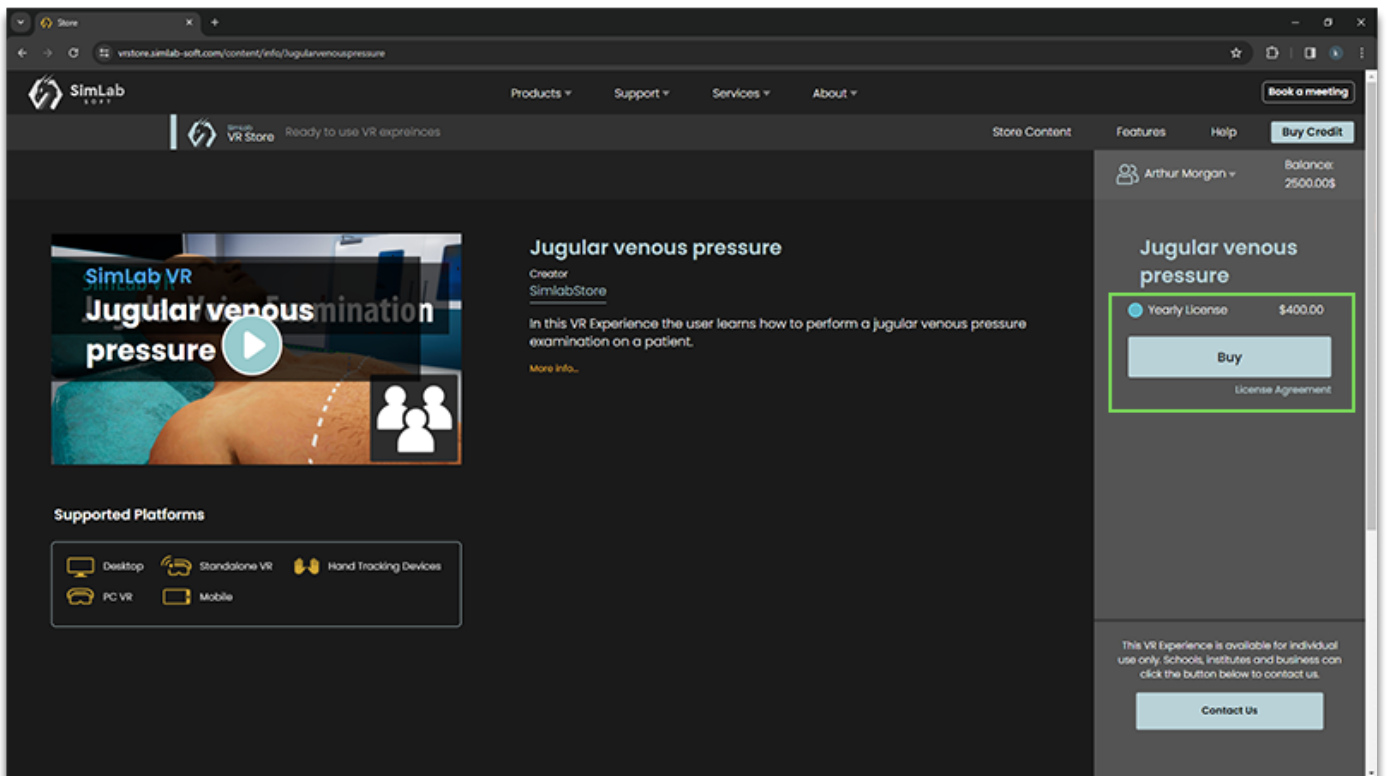 Store
vrstore.simlab-soft.com/content/info/Jugularvenouspressure
SimLab
SOFT
Products
Support
Services
About
Book a meeting
SimLab
VR Store
Ready to use VR expreinces
Store Content
Features
Help
Buy Credit
Arthur Morgan
Balance:
2500.00$
SimLab VR
Jugular venous
mination
pressure
Jugular venous pressure
Creator
SimlabStore
In this VR Experience the user learns how to perform a jugular venous pressure
examination on a patient.
More info...
Jugular venous
pressure
Yearly License
$400.00
Buy
License Agreement
Supported Platforms
Desktop
Standalone VR
Hand Tracking Devices
PC VR
Mobile
This VR Experience is available for individual
use only. Schools, institutes and business can
click the button below to contact us.
Contact Us